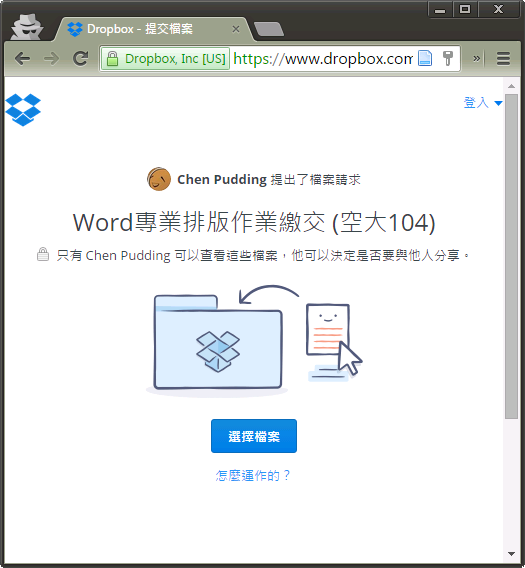 Dropbox - 提交檔案
Dropbox, Inc [US]
https://www.dropbox.com
登入
Chen Pudding 提出了檔案請求
Word專業排版作業繳交 (空大104)
只有 Chen Pudding 可以查看這些檔案，他可以決定是否要與他人分享。
選擇檔案
怎麼運作的？